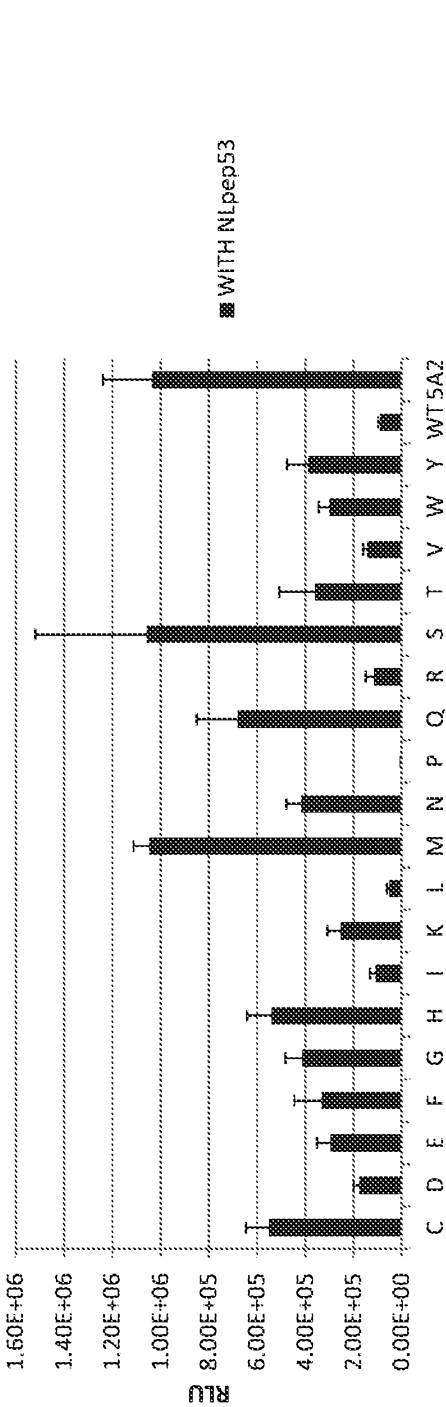 1.60E+06
1.40E+06
1.20E+06
1.00E+06
8.00E+05
6.00E+05
4.00E+05
2.00E+05
0.00E+00
RLU
C D E F G H I K L M N P Q R S T V W Y WT 5A2
WITH NLpep53